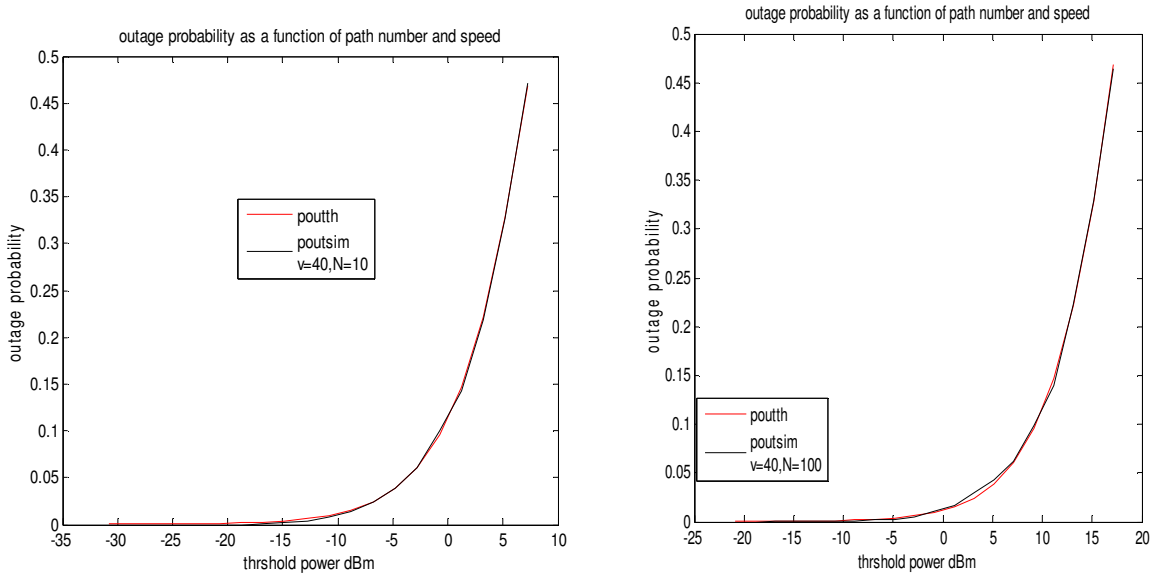 outage probability as a function of path number and speed
0.5
0.45
0.4
0.35
0.3
0.25
0.2
0.15
0.1
0.05
0
outage probability
poutth
poutsim
v=40,N=10
-35 -30 -25 -20 -15 -10 -5 0 5 10
thrshold power dBm
outage probability as a function of path number and speed
0.5
0.45
0.4
0.35
0.3
0.25
0.2
0.15
0.1
0.05
0
outage probability
poutth
poutsim
v=40,N=100
-25 -20 -15 -10 -5 0 5 10 15 20
thrshold power dBm